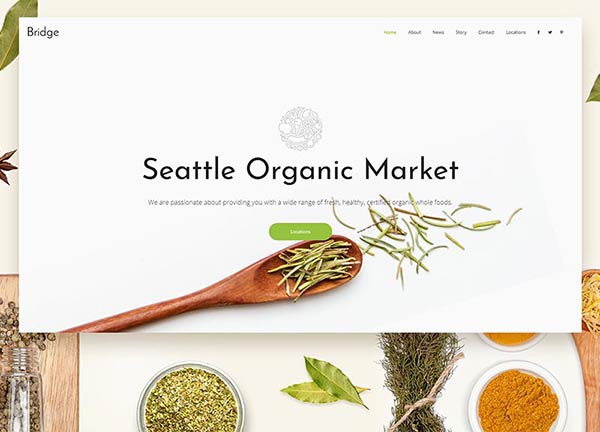 Bridge
Home About News Story Contact Locations
Seattle Organic Market
We are passionate about providing you with a wide range of fresh, healthy, certified organic whole foods.
Locations